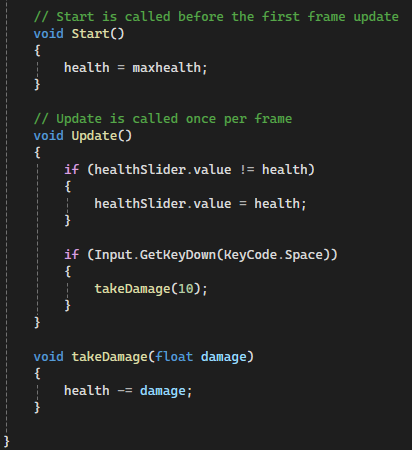 // Start is called before the first frame update
void Start()
{
    health = maxhealth;
}

// Update is called once per frame
void Update()
{
    if (healthSlider.value != health)
    {
        healthSlider.value = health;
    }

    if (Input.GetKeyDown(KeyCode.Space))
    {
        takeDamage(10);
    }
}

void takeDamage(float damage)
{
    health -= damage;
}

}